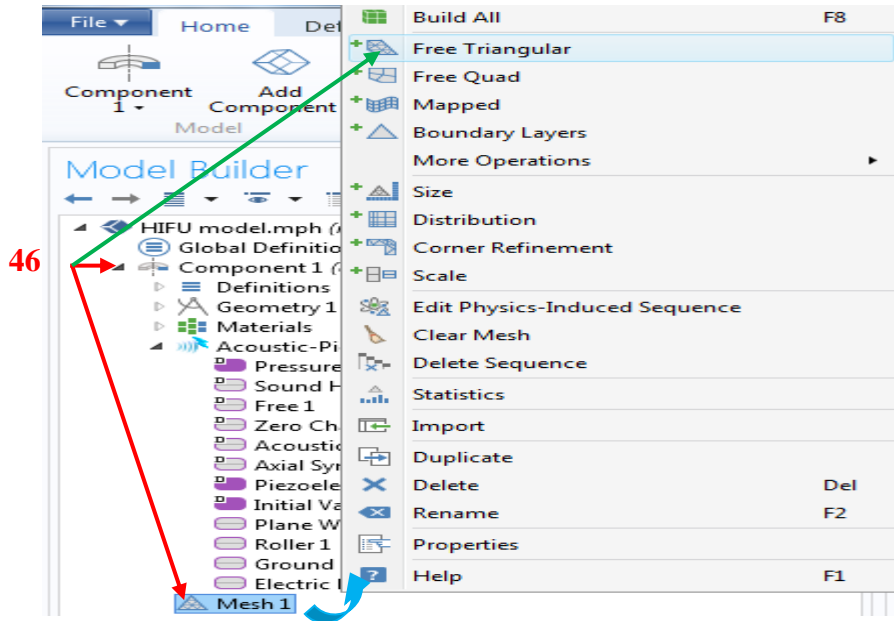 File Home Def
Component
1
Add
Component
Model
Model Builder
HIFU model.mph
Global Definitio
46
Component 1
Definitions
Geometry 1
Materials
Acoustic-Pi
Pressure
Sound H
Free 1
Zero Ch
Acoustic
Axial Syr
Piezoele
Initial Va
Plane W
Roller 1
Ground
Electric
Mesh 1
Build All F8
Free Triangular
Free Quad
Mapped
Boundary Layers
More Operations
Size
Distribution
Corner Refinement
Scale
Edit Physics-Induced Sequence
Clear Mesh
Delete Sequence
Statistics
Import
Duplicate
Delete Del
Rename F2
Properties
Help F1